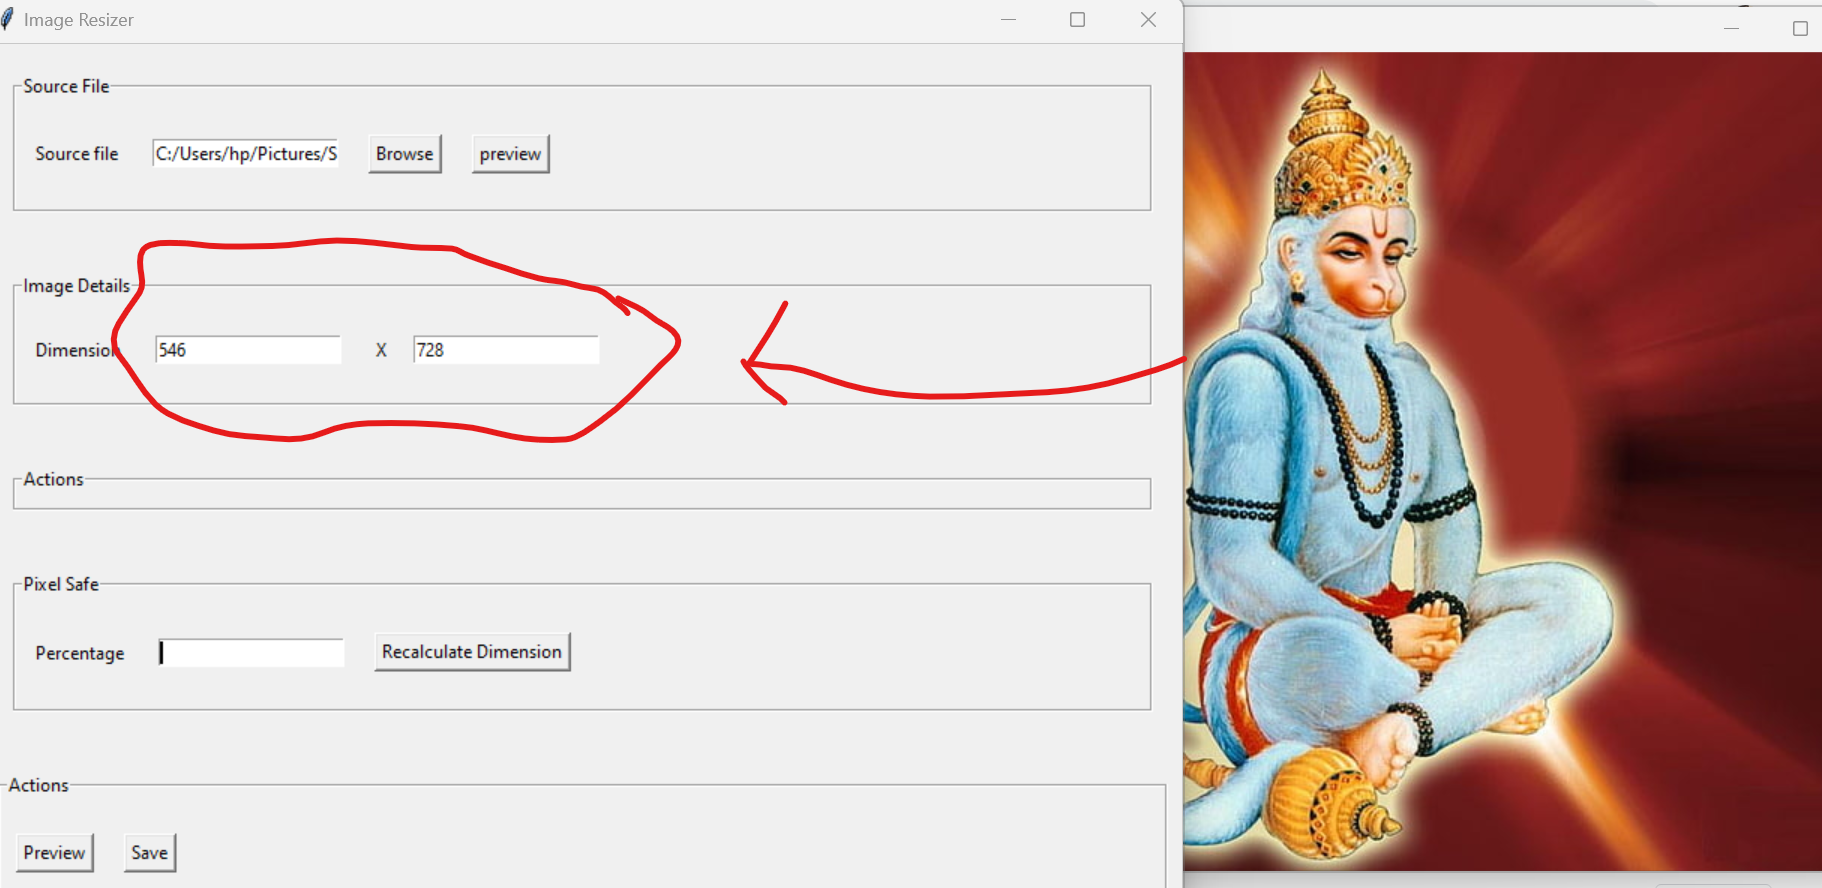 Image Resizer
Source File
Source file C:/Users/hp/Pictures/S Browse preview
Image Details
Dimension 546 X 728
Actions
Pixel Safe
Percentage Recalculate Dimension
Actions
Preview Save